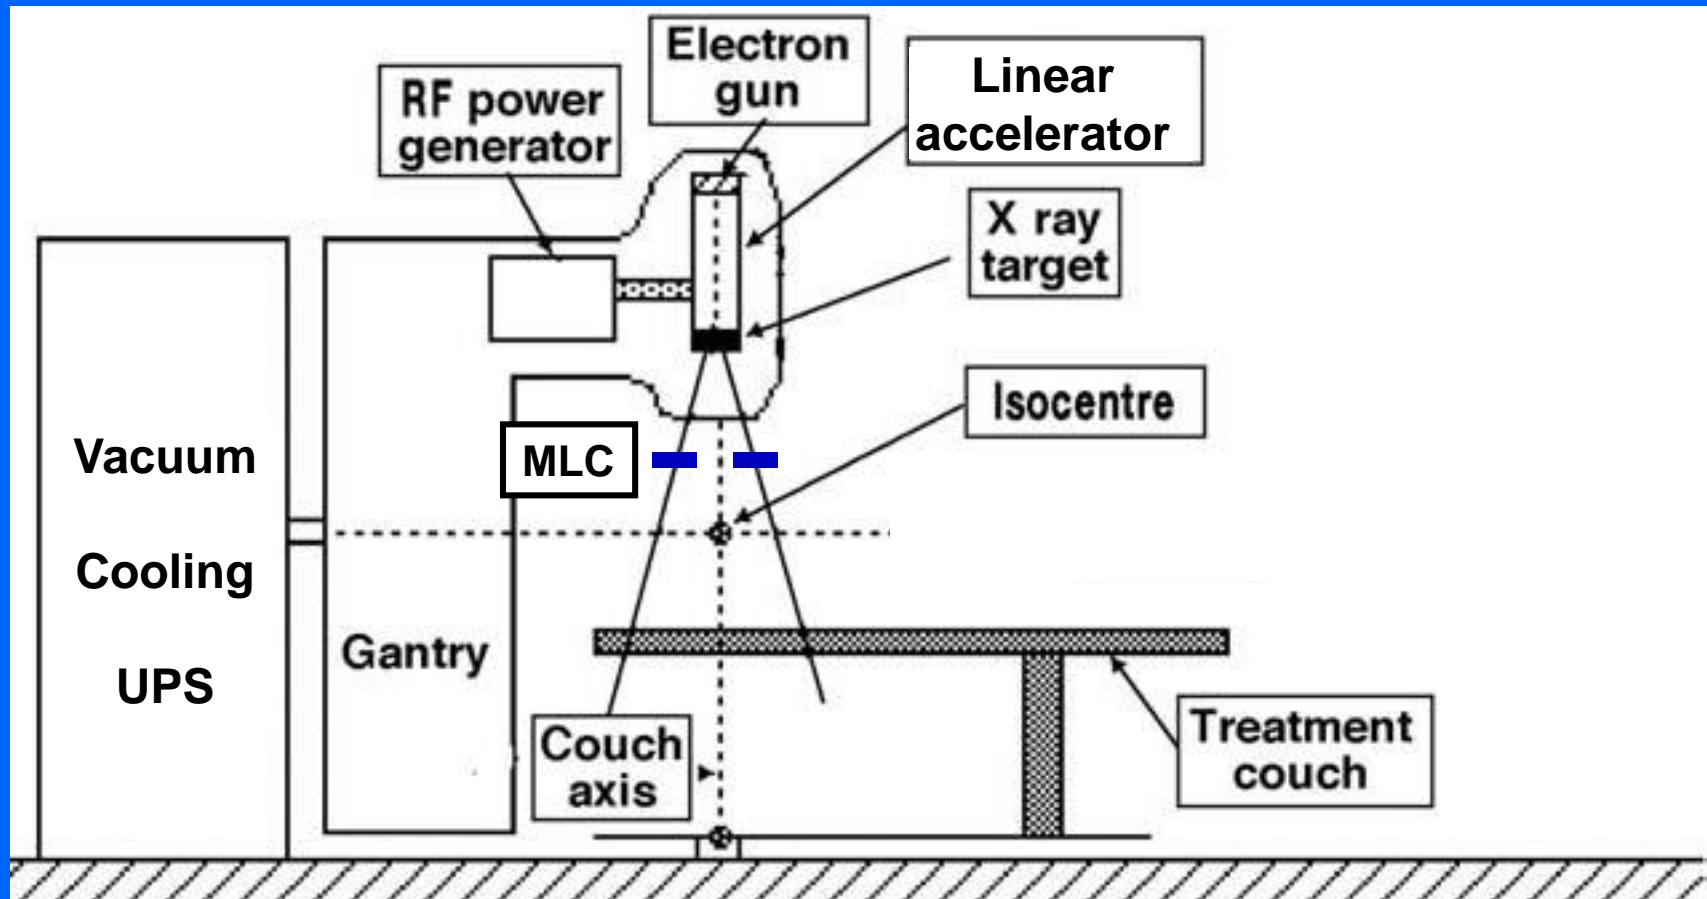 Electron
gun
Linear
accelerator
RF power
generator
X ray
target
Isocentre
MLC
Vacuum
Cooling
UPS
Gantry
Couch
axis
Treatment
couch